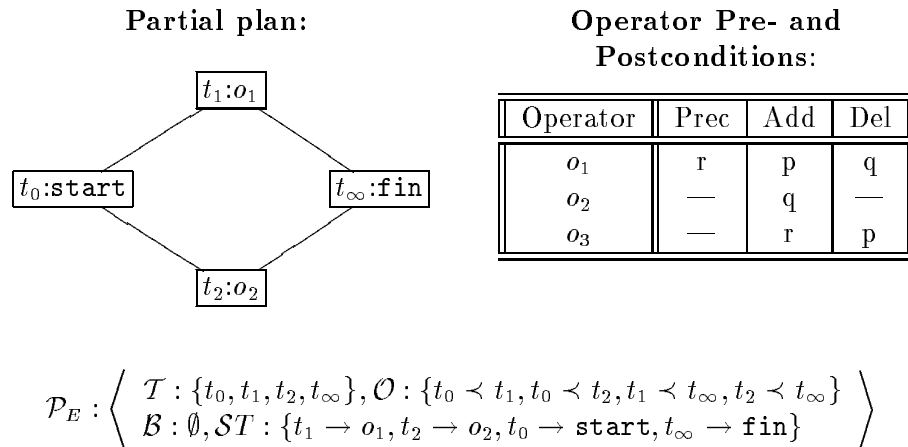 Partial plan:
t₁:o₁
t₀:start
t∞:fin
t₂:o₂
Operator Pre- and
Postconditions:
Operator Prec Add Del
o₁ r p q
o₂ — q —
o₃ — r p
𝒫_E : ⟨ 𝒯 : {t₀, t₁, t₂, t∞}, 𝒪 : {t₀ ≺ t₁, t₀ ≺ t₂, t₁ ≺ t∞, t₂ ≺ t∞}
ℬ : ∅, 𝒮𝒯 : {t₁ → o₁, t₂ → o₂, t₀ → start, t∞ → fin} ⟩